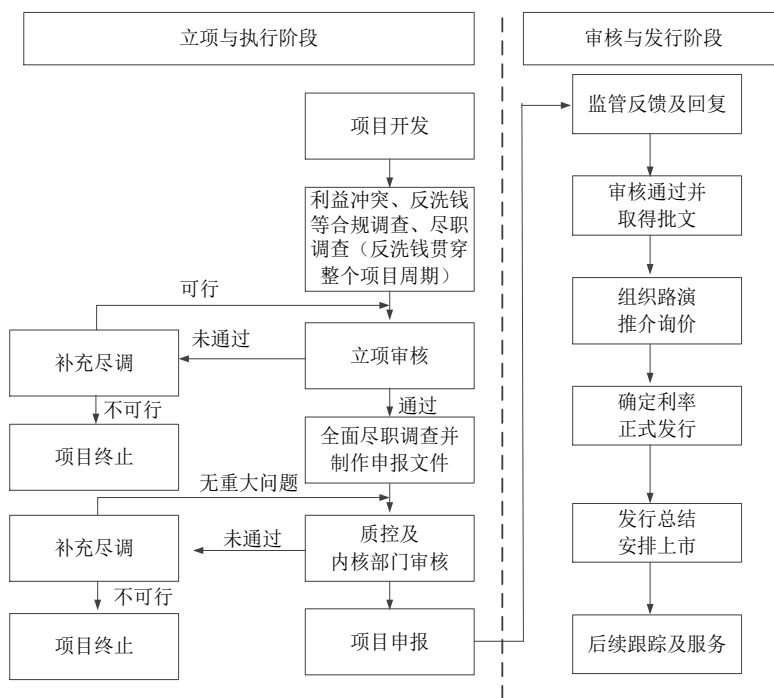 立项与执行阶段
项目开发
利益冲突、反洗钱
等合规调查、尽职
调查（反洗钱贯穿
整个项目周期）
可行
未通过
补充尽调
立项审核
不可行
通过
项目终止
全面尽职调查并
制作申报文件
无重大问题
未通过
补充尽调
质控及
内核部门审核
不可行
项目终止
项目申报
审核与发行阶段
监管反馈及回复
审核通过并
取得批文
组织路演
推介询价
确定利率
正式发行
发行总结
安排上市
后续跟踪及服务